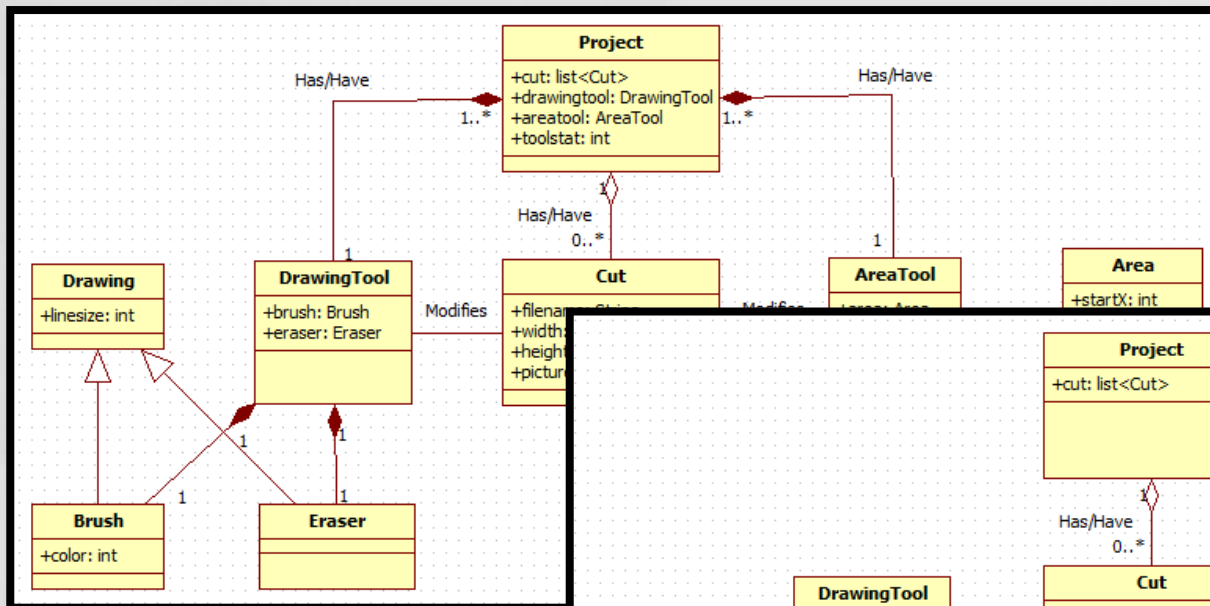 Project
+cut: list<Cut>
+drawingtool: DrawingTool
+areatool: AreaTool
+toolstat: int
Has/Have
1..*
Has/Have
1..*
1
Has/Have
0..*
1
1
Drawing
+linesize: int
DrawingTool
+brush: Brush
+eraser: Eraser
Modifies
Cut
+filename: String
+width:
+height
+picture
Modifies
AreaTool
+area: Area
Area
+startX: int
1
1
1
1
Brush
+color: int
Eraser
Project
+cut: list<Cut>
1
Has/Have
0..*
DrawingTool
Cut